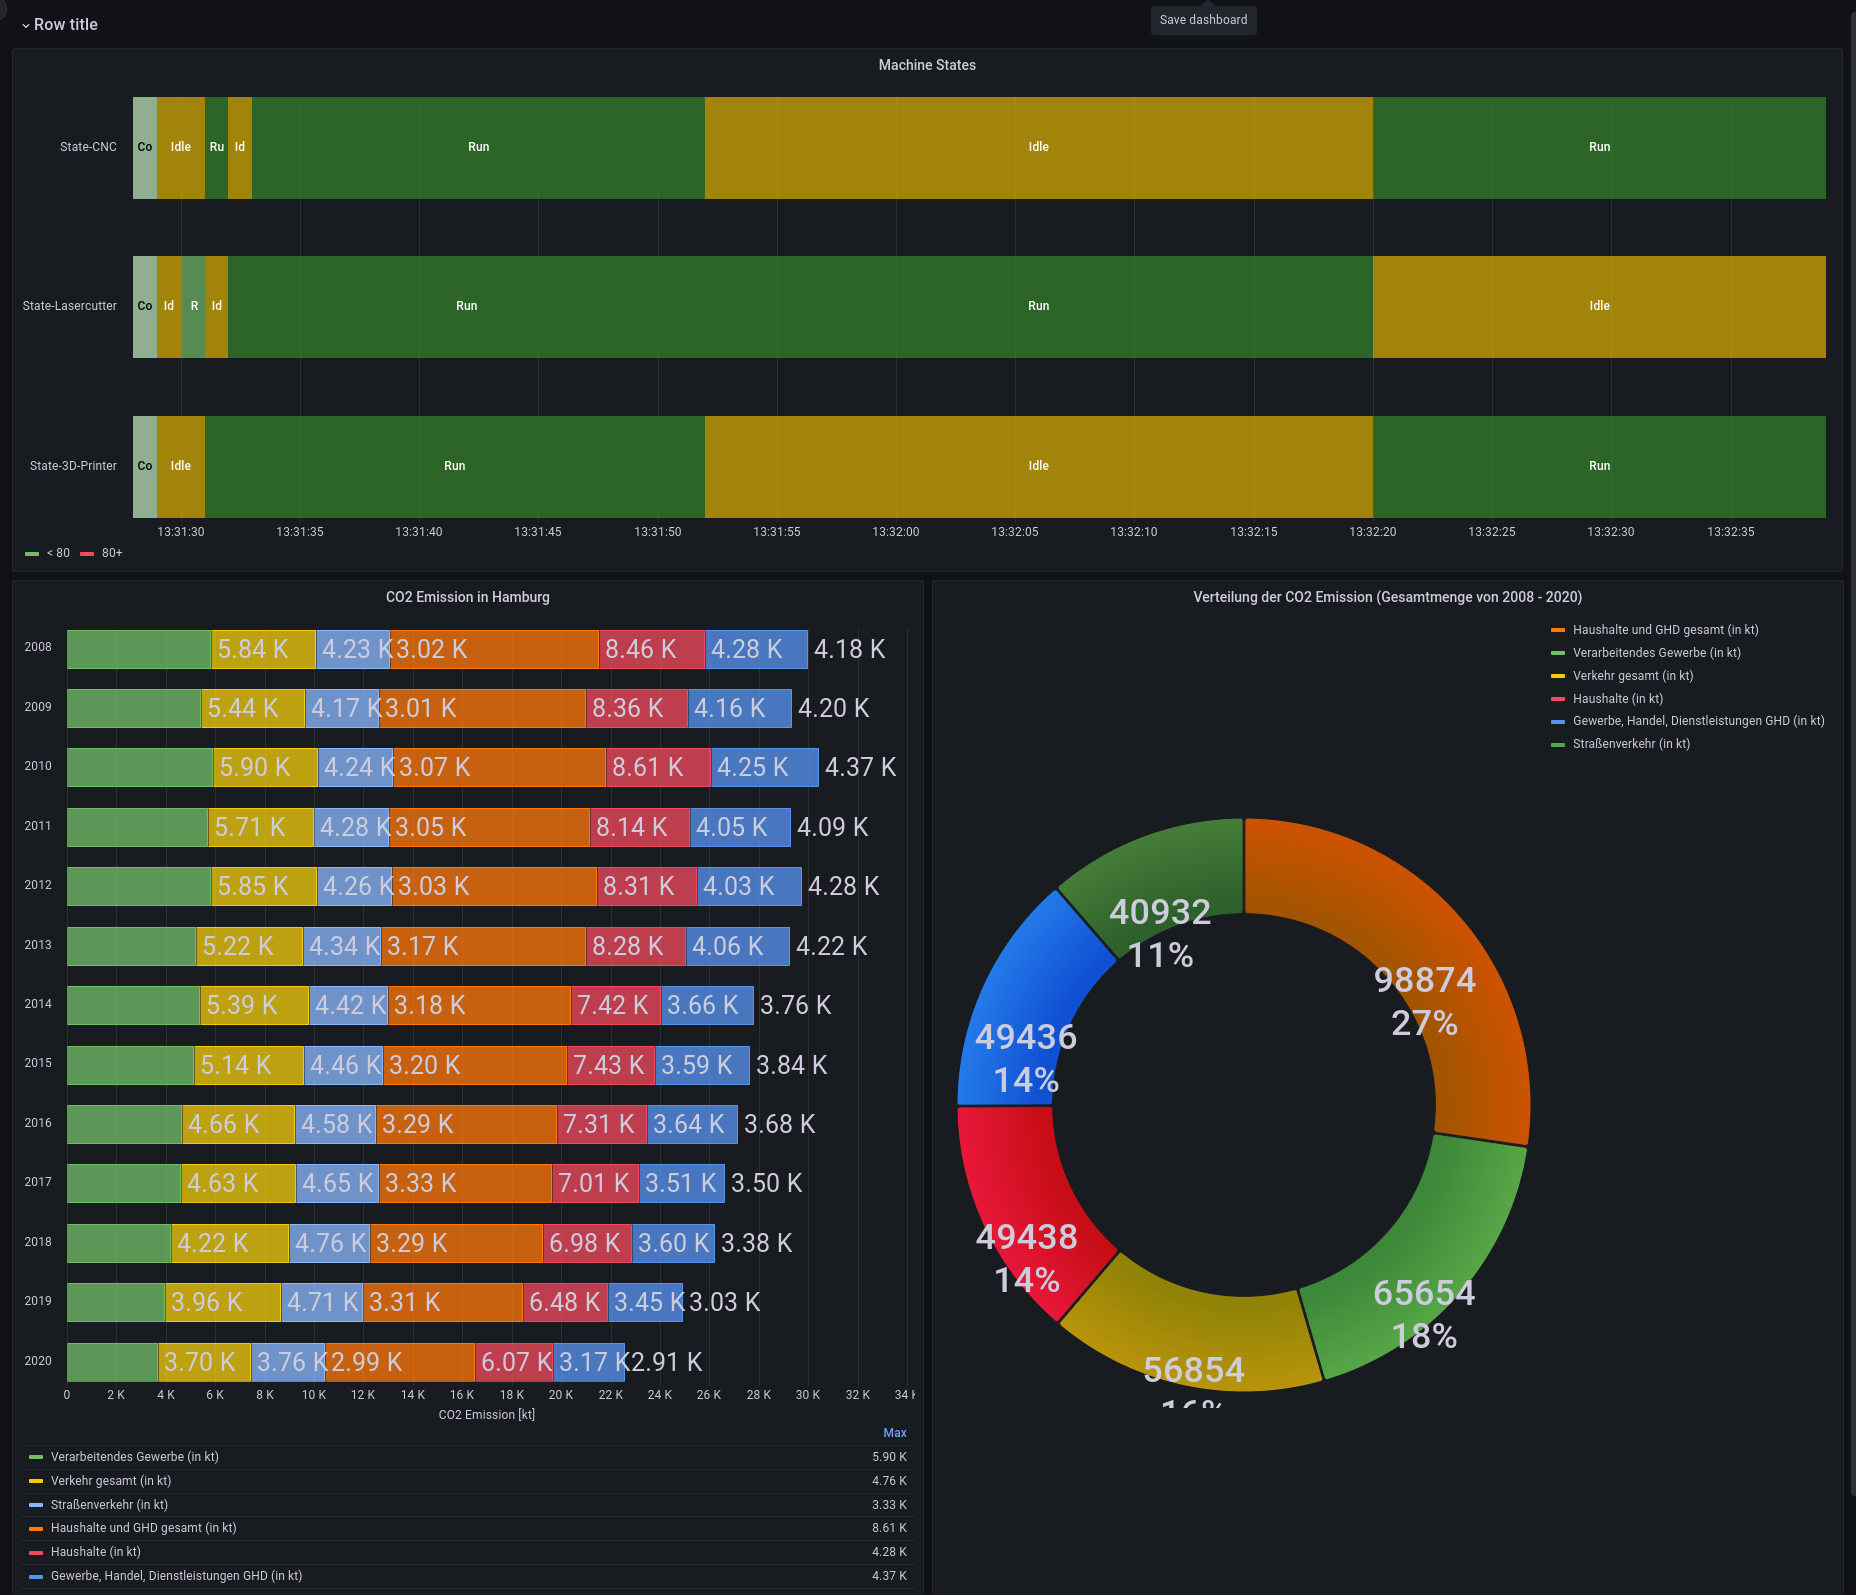 Row title
Save dashboard
Machine States
State-CNC Co Idle Ru Id Run Idle Run
State-Lasercutter Co Id R Id Run Run Idle
State-3D-Printer Co Idle Run Idle Run
13:31:30 13:31:35 13:31:40 13:31:45 13:31:50 13:31:55 13:32:00 13:32:05 13:32:10 13:32:15 13:32:20 13:32:25 13:32:30 13:32:35
< 80 80+
CO2 Emission in Hamburg
2008 5.84 K 4.23 K 3.02 K 8.46 K 4.28 K 4.18 K
2009 5.44 K 4.17 K 3.01 K 8.36 K 4.16 K 4.20 K
2010 5.90 K 4.24 K 3.07 K 8.61 K 4.25 K 4.37 K
2011 5.71 K 4.28 K 3.05 K 8.14 K 4.05 K 4.09 K
2012 5.85 K 4.26 K 3.03 K 8.31 K 4.03 K 4.28 K
2013 5.22 K 4.34 K 3.17 K 8.28 K 4.06 K 4.22 K
2014 5.39 K 4.42 K 3.18 K 7.42 K 3.66 K 3.76 K
2015 5.14 K 4.46 K 3.20 K 7.43 K 3.59 K 3.84 K
2016 4.66 K 4.58 K 3.29 K 7.31 K 3.64 K 3.68 K
2017 4.63 K 4.65 K 3.33 K 7.01 K 3.51 K 3.50 K
2018 4.22 K 4.76 K 3.29 K 6.98 K 3.60 K 3.38 K
2019 3.96 K 4.71 K 3.31 K 6.48 K 3.45 K 3.03 K
2020 3.70 K 3.76 K 2.99 K 6.07 K 3.17 K 2.91 K
0 2 K 4 K 6 K 8 K 10 K 12 K 14 K 16 K 18 K 20 K 22 K 24 K 26 K 28 K 30 K 32 K 34 K
CO2 Emission [kt]
Max
Verarbeitendes Gewerbe (in kt) 5.90 K
Verkehr gesamt (in kt) 4.76 K
Straßenverkehr (in kt) 3.33 K
Haushalte und GHD gesamt (in kt) 8.61 K
Haushalte (in kt) 4.28 K
Gewerbe, Handel, Dienstleistungen GHD (in kt) 4.37 K
Verteilung der CO2 Emission (Gesamtmenge von 2008 - 2020)
Haushalte und GHD gesamt (in kt)
Verarbeitendes Gewerbe (in kt)
Verkehr gesamt (in kt)
Haushalte (in kt)
Gewerbe, Handel, Dienstleistungen GHD (in kt)
Straßenverkehr (in kt)
40932
11%
98874
27%
49436
14%
49438
14%
65654
18%
56854
16%